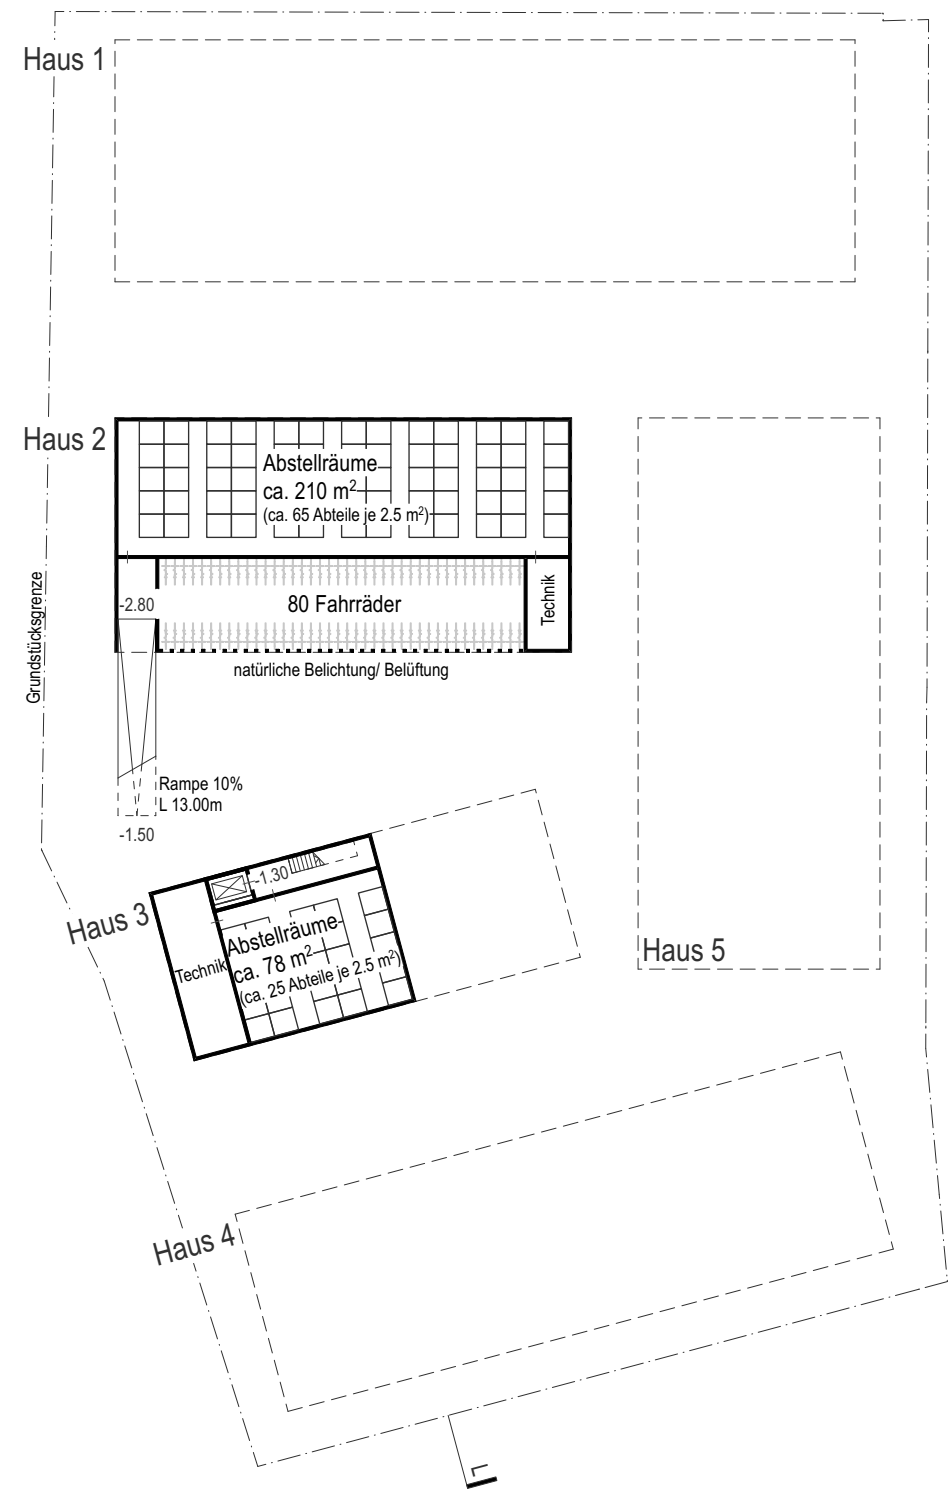 Haus 1
Haus 2
Abstellräume
ca. 210 m²
(ca. 65 Abteile je 2.5 m²)
Grundstücksgrenze
-2.80
80 Fahrräder
Technik
natürliche Belichtung/ Belüftung
Rampe 10%
L 13.00m
-1.50
-1.30
Haus 3
Abstellräume
ca. 78 m²
(ca. 25 Abteile je 2.5 m²)
Technik
Haus 5
Haus 4